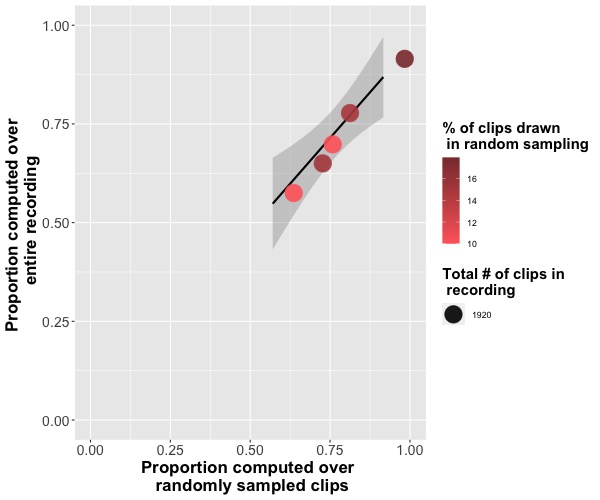 1.00
0.75
0.50
0.25
0.00
Proportion computed over
entire recording
0.00 0.25 0.50 0.75 1.00
Proportion computed over
randomly sampled clips
% of clips drawn
in random sampling
16
14
12
10
Total # of clips in
recording
1920